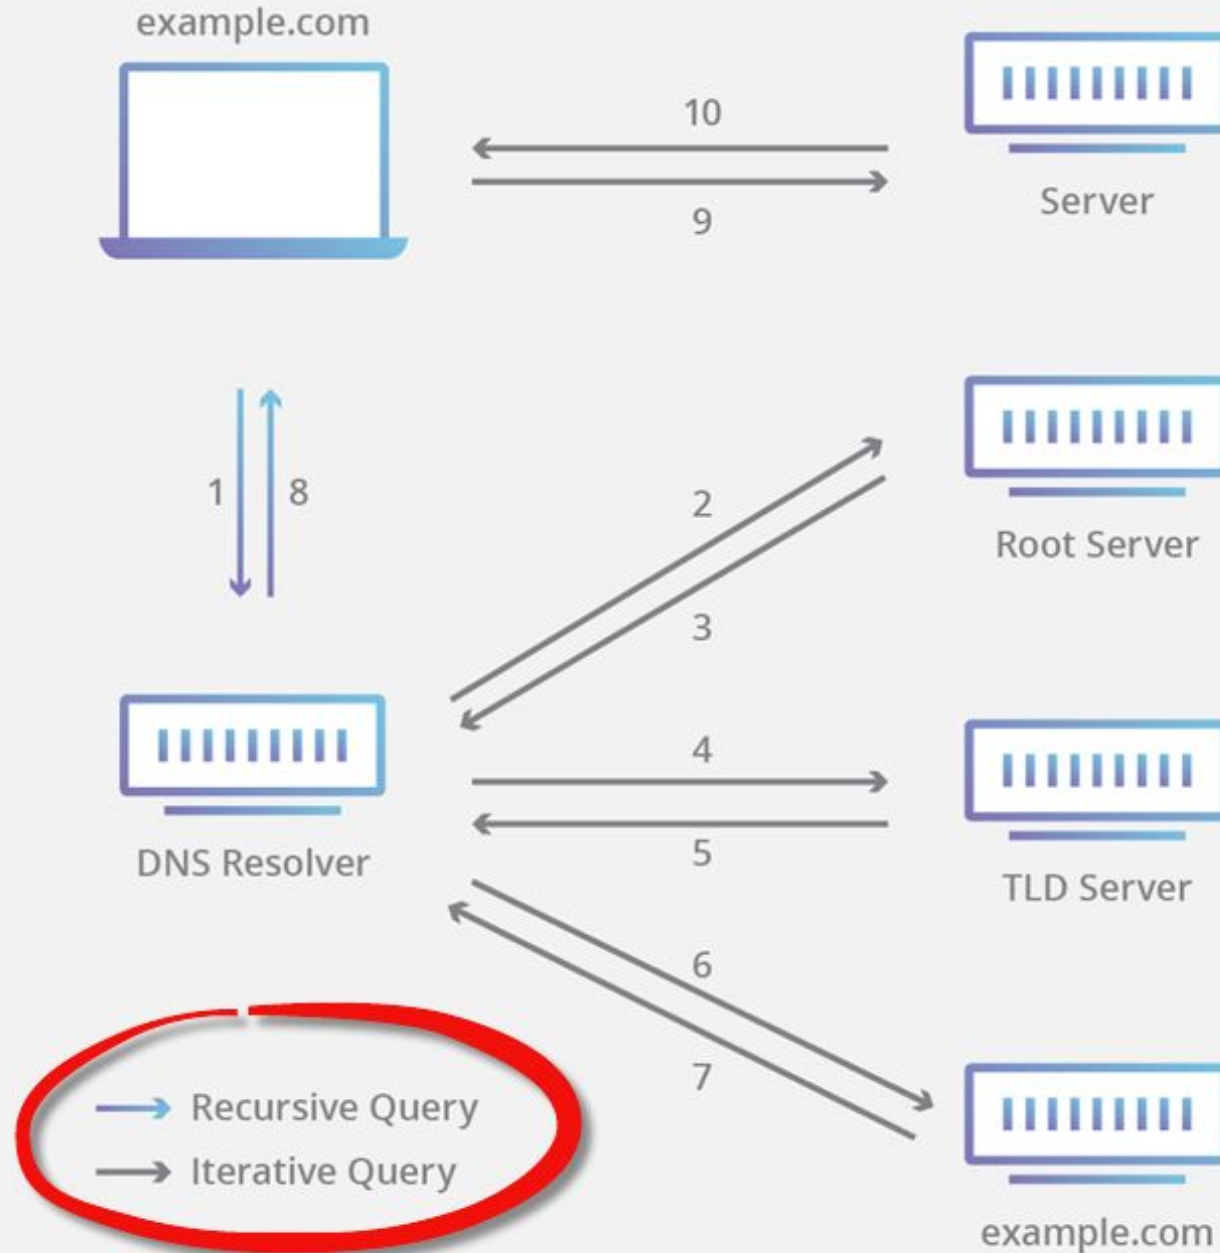 example.com
10
9
Server
1
8
2
3
Root Server
4
5
DNS Resolver
TLD Server
6
7
Recursive Query
Iterative Query
example.com